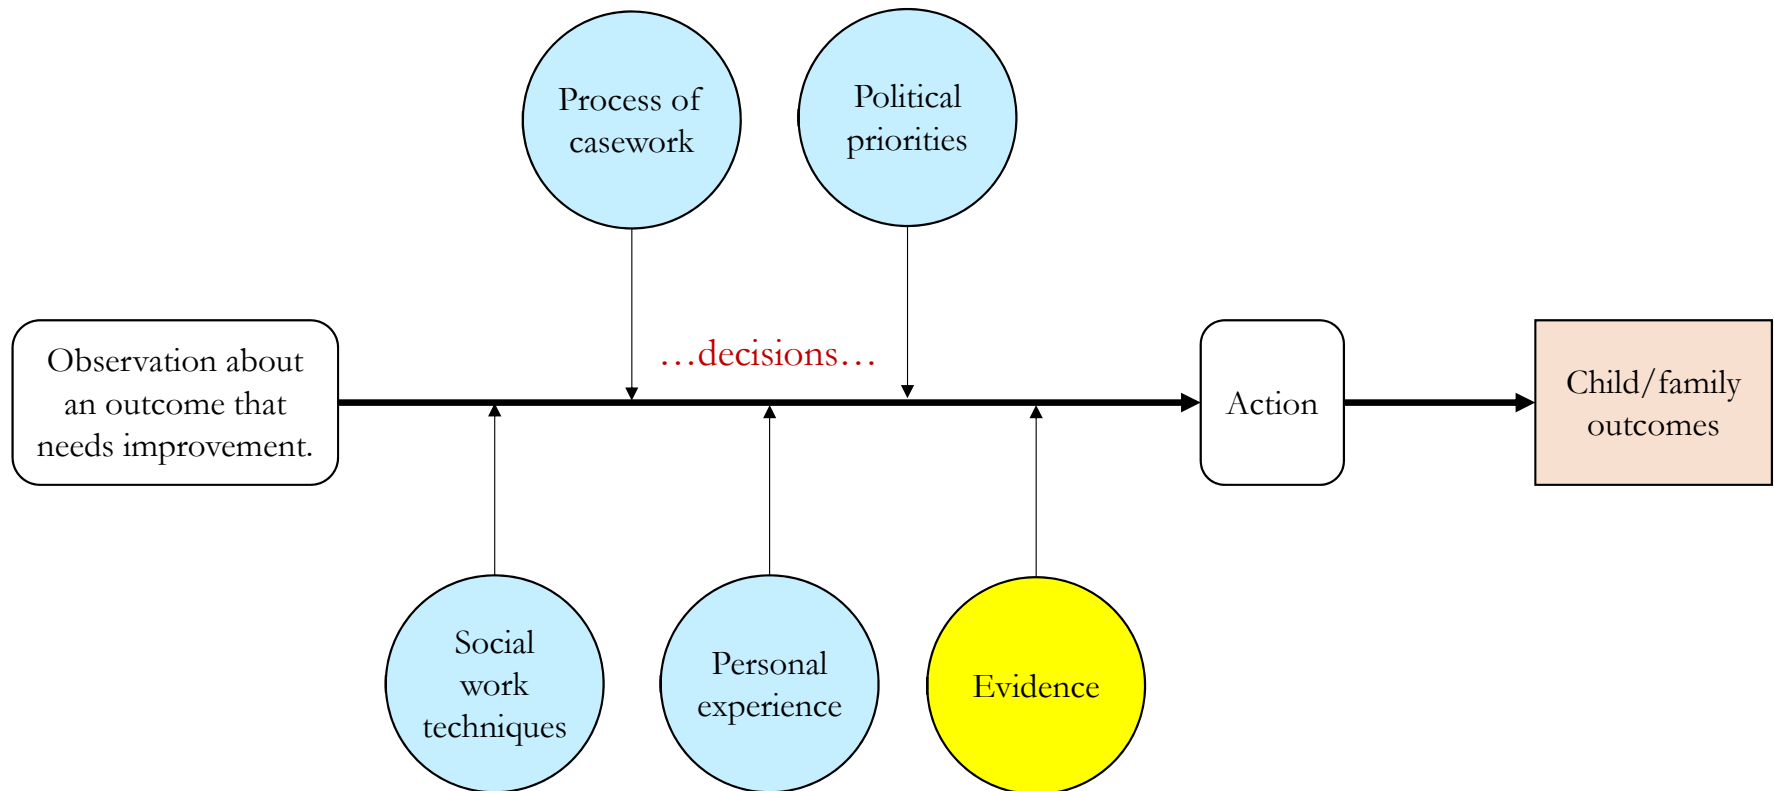 Process of
casework
Political
priorities
Observation about
an outcome that
needs improvement.
…decisions…
Action
Child/family
outcomes
Social
work
techniques
Personal
experience
Evidence